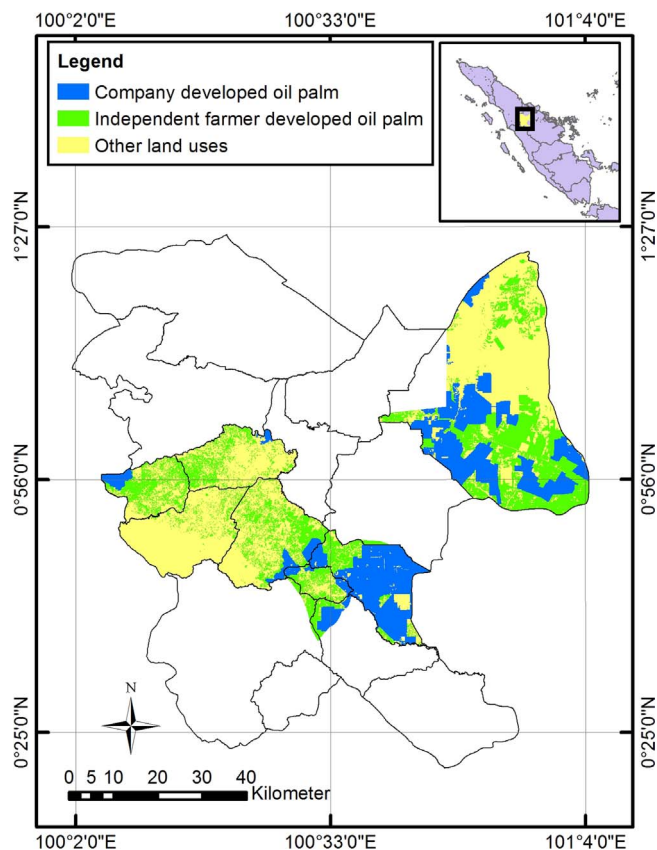 100°2'0"E 100°33'0"E 101°4'0"E
Legend
Company developed oil palm
Independent farmer developed oil palm
Other land uses
1°27'0"N 1°27'0"N
0°56'0"N 0°56'0"N
0°25'0"N 0°25'0"N
N
0 5 10 20 30 40
Kilometer
100°2'0"E 100°33'0"E 101°4'0"E